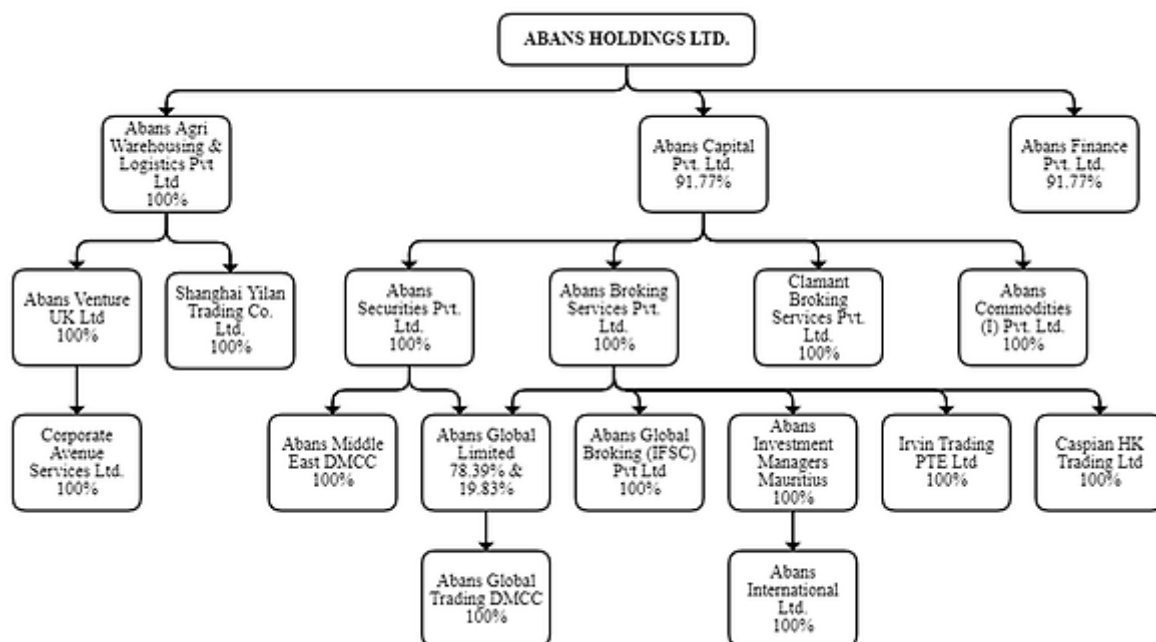 ABANS HOLDINGS LTD.
Abans Agri
Warehousing &
Logistics Pvt
Ltd
100%
Abans Capital
Pvt. Ltd.
91.77%
Abans Finance
Pvt. Ltd.
91.77%
Abans Venture
UK Ltd
100%
Shanghai Yilan
Trading Co.
Ltd.
100%
Abans
Securities Pvt.
Ltd.
100%
Abans Broking
Services Pvt.
Ltd.
100%
Clamant
Broking
Services Pvt.
Ltd.
100%
Abans
Commodities
(I) Pvt. Ltd.
100%
Corporate
Avenue
Services Ltd.
100%
Abans Middle
East DMCC
100%
Abans Global
Limited
78.39% &
19.83%
Abans Global
Broking (IFSC)
Pvt Ltd
100%
Abans
Investment
Managers
Mauritius
100%
Irvin Trading
PTE Ltd
100%
Caspian HK
Trading Ltd
100%
Abans Global
Trading DMCC
100%
Abans
International
Ltd.
100%